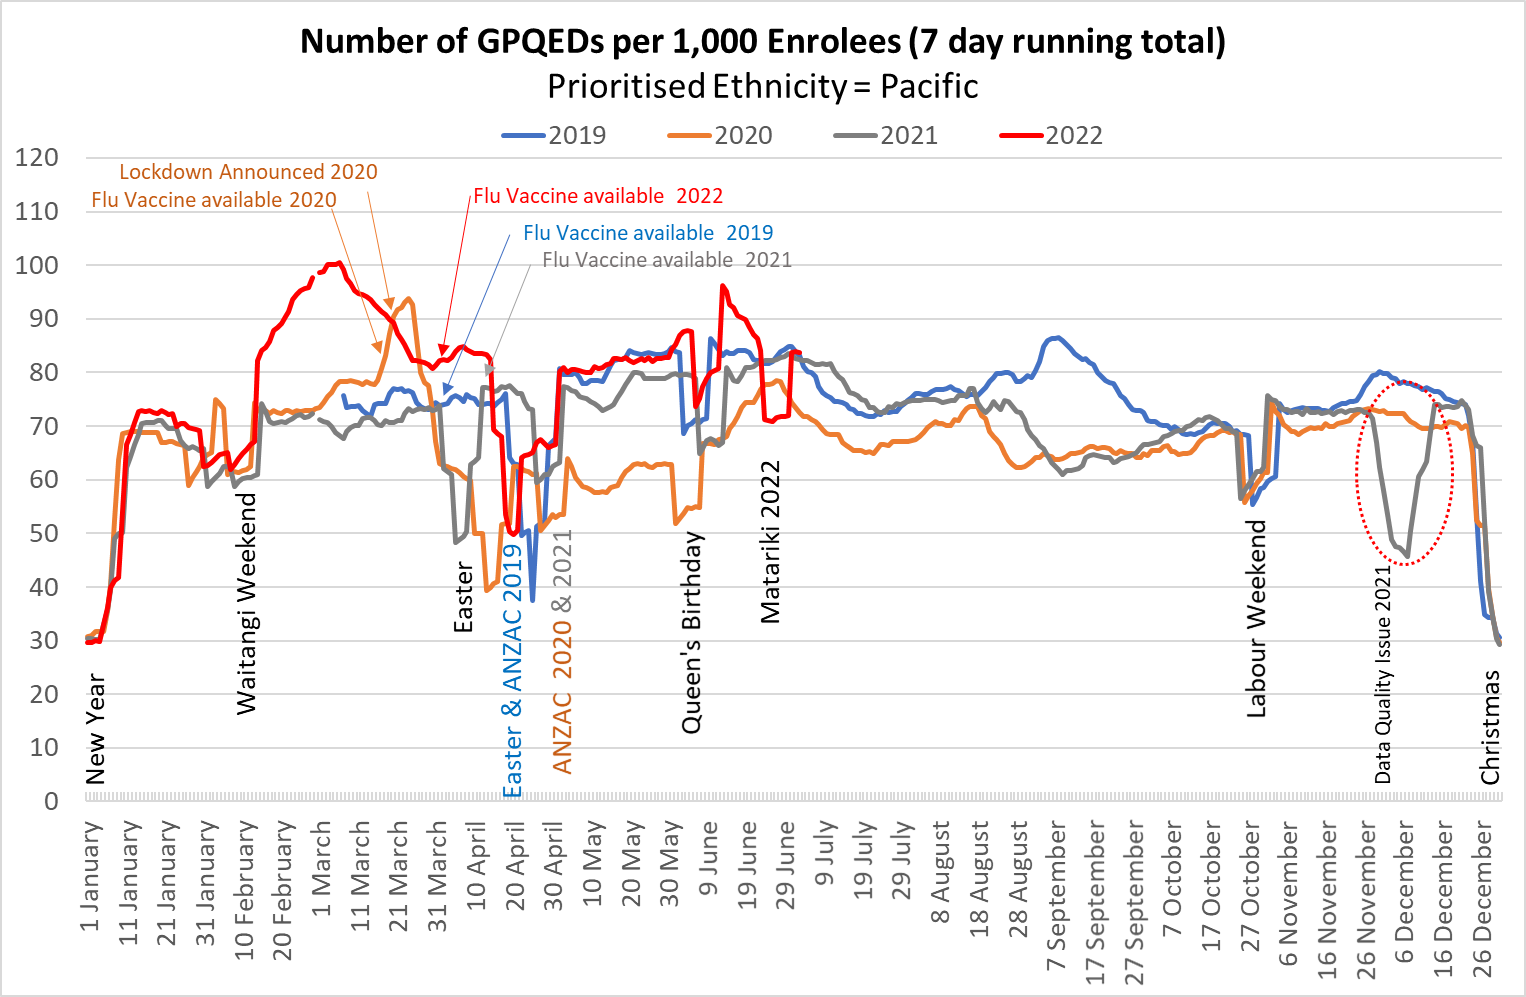 Number of GPQEDs per 1,000 Enrolees (7 day running total)
Prioritised Ethnicity = Pacific
2019 2020 2021 2022
120
110
100
90
80
70
60
50
40
30
20
10
0
Lockdown Announced 2020
Flu Vaccine available 2020
Flu Vaccine available 2022
Flu Vaccine available 2019
Flu Vaccine available 2021
New Year
Waitangi Weekend
Easter
Easter & ANZAC 2019
ANZAC 2020 & 2021
Queen's Birthday
Matariki 2022
Labour Weekend
Data Quality Issue 2021
Christmas
1 January
11 January
21 January
31 January
10 February
20 February
1 March
11 March
21 March
31 March
10 April
20 April
30 April
10 May
20 May
30 May
9 June
19 June
29 June
9 July
19 July
29 July
8 August
18 August
28 August
7 September
17 September
27 September
7 October
17 October
27 October
6 November
16 November
26 November
6 December
16 December
26 December